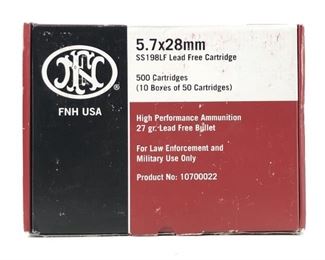 FN
FNH USA
5.7x28mm
SS198LF Lead Free Cartridge
500 Cartridges
(10 Boxes of 50 Cartridges)
High Performance Ammunition
27 gr. Lead Free Bullet
For Law Enforcement and
Military Use Only
Product No: 10700022